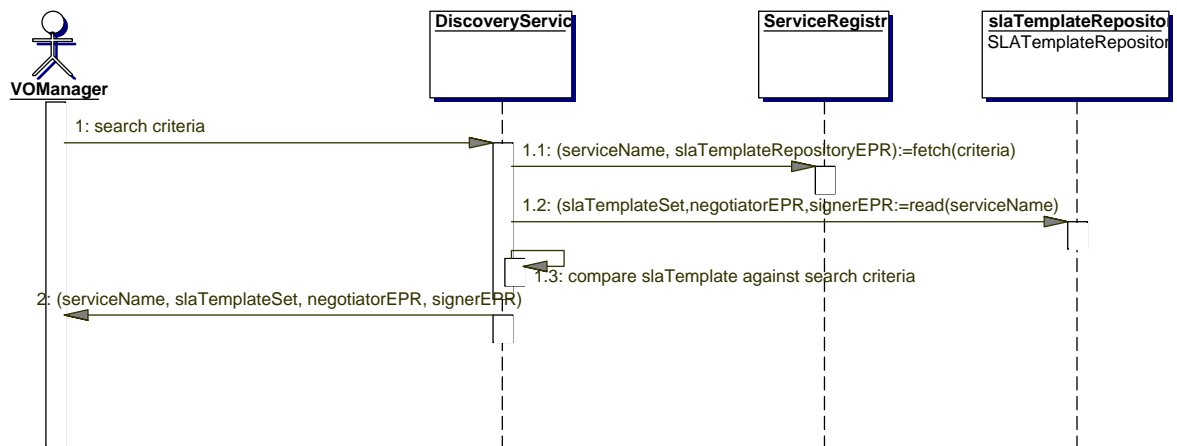 DiscoveryServic
ServiceRegistr
slaTemplateRepositor
SLATemplateRepositor
VOManager
1: search criteria
1.1: (serviceName, slaTemplateRepositoryEPR):=fetch(criteria)
1.2: (slaTemplateSet,negotiatorEPR,signerEPR:=read(serviceName)
1.3: compare slaTemplate against search criteria
2: (serviceName, slaTemplateSet, negotiatorEPR, signerEPR)